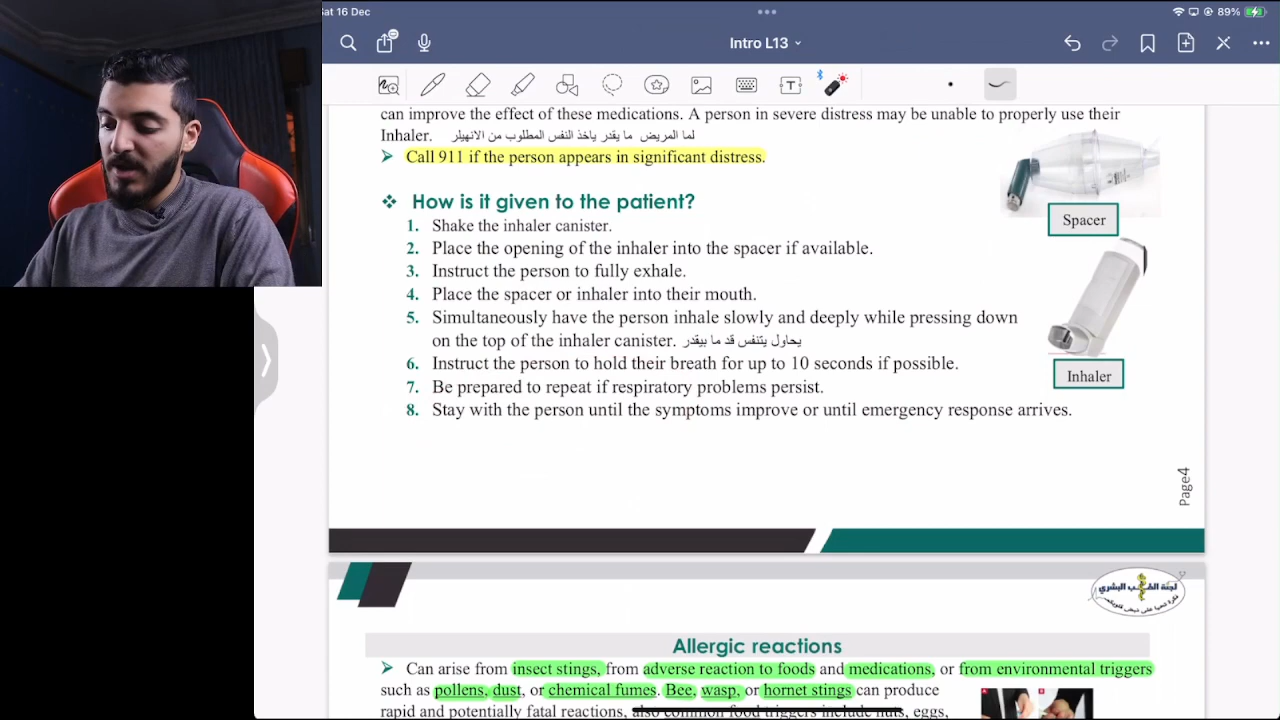 Sat 16 Dec
89%
Intro L13
can improve the effect of these medications. A person in severe distress may be unable to properly use their
Inhaler. لما المريض ما يقدر ياخذ النفس المطلوب من الانهيلر
➢ Call 911 if the person appears in significant distress.
❖ How is it given to the patient?
1. Shake the inhaler canister.
2. Place the opening of the inhaler into the spacer if available.
3. Instruct the person to fully exhale.
4. Place the spacer or inhaler into their mouth.
5. Simultaneously have the person inhale slowly and deeply while pressing down
on the top of the inhaler canister. يحاول يتنفس قد ما بيقدر
6. Instruct the person to hold their breath for up to 10 seconds if possible.
7. Be prepared to repeat if respiratory problems persist.
8. Stay with the person until the symptoms improve or until emergency response arrives.
Spacer
Inhaler
Page4
لجنة الطب البشري
Allergic reactions
➢ Can arise from insect stings, from adverse reaction to foods and medications, or from environmental triggers
such as pollens, dust, or chemical fumes. Bee, wasp, or hornet stings can produce
rapid and potentially fatal reactions, also common food triggers include nuts, eggs,